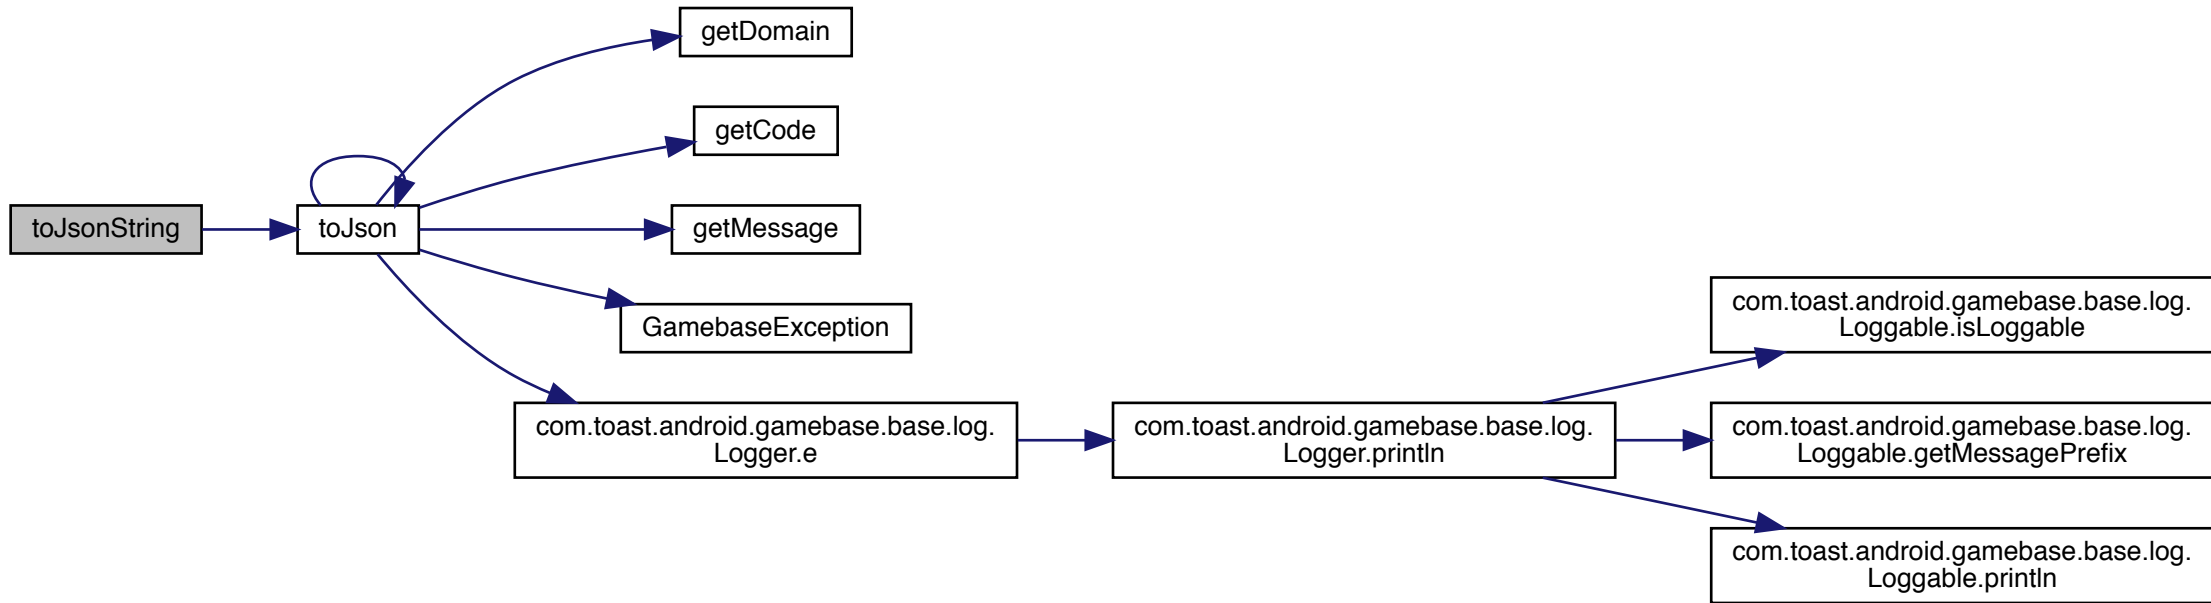 toJsonString
toJson
getDomain
getCode
getMessage
GamebaseException
com.toast.android.gamebase.base.log.
Logger.e
com.toast.android.gamebase.base.log.
Logger.println
com.toast.android.gamebase.base.log.
Loggable.isLoggable
com.toast.android.gamebase.base.log.
Loggable.getMessagePrefix
com.toast.android.gamebase.base.log.
Loggable.println